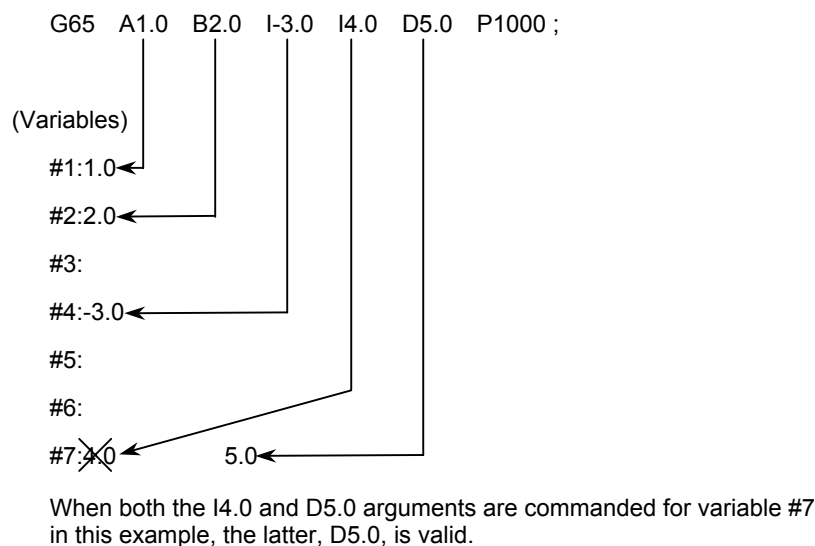 G65 A1.0 B2.0 I-3.0 I4.0 D5.0 P1000 ;
(Variables)
#1:1.0
#2:2.0
#3:
#4:-3.0
#5:
#6:
#7:4.0 5.0
When both the I4.0 and D5.0 arguments are commanded for variable #7
in this example, the latter, D5.0, is valid.